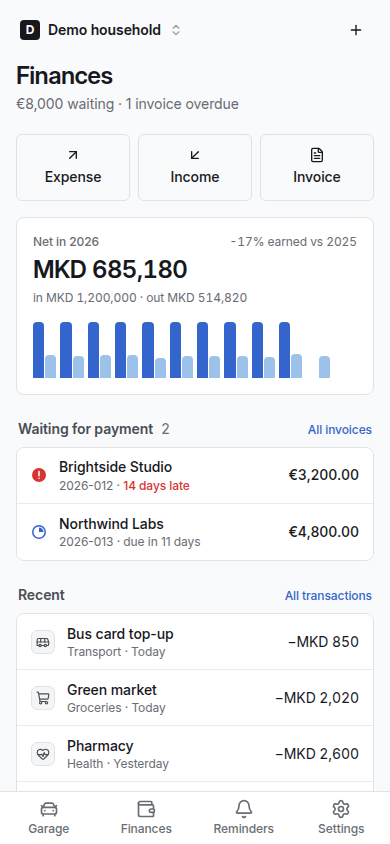 D Demo household
Finances
€8,000 waiting · 1 invoice overdue
Expense
Income
Invoice
Net in 2026
-17% earned vs 2025
MKD 685,180
in MKD 1,200,000 · out MKD 514,820
Waiting for payment 2
All invoices
Brightside Studio
2026-012 · 14 days late
€3,200.00
Northwind Labs
2026-013 · due in 11 days
€4,800.00
Recent
All transactions
Bus card top-up
Transport · Today
−MKD 850
Green market
Groceries · Today
−MKD 2,020
Pharmacy
Health · Yesterday
−MKD 2,600
Garage
Finances
Reminders
Settings